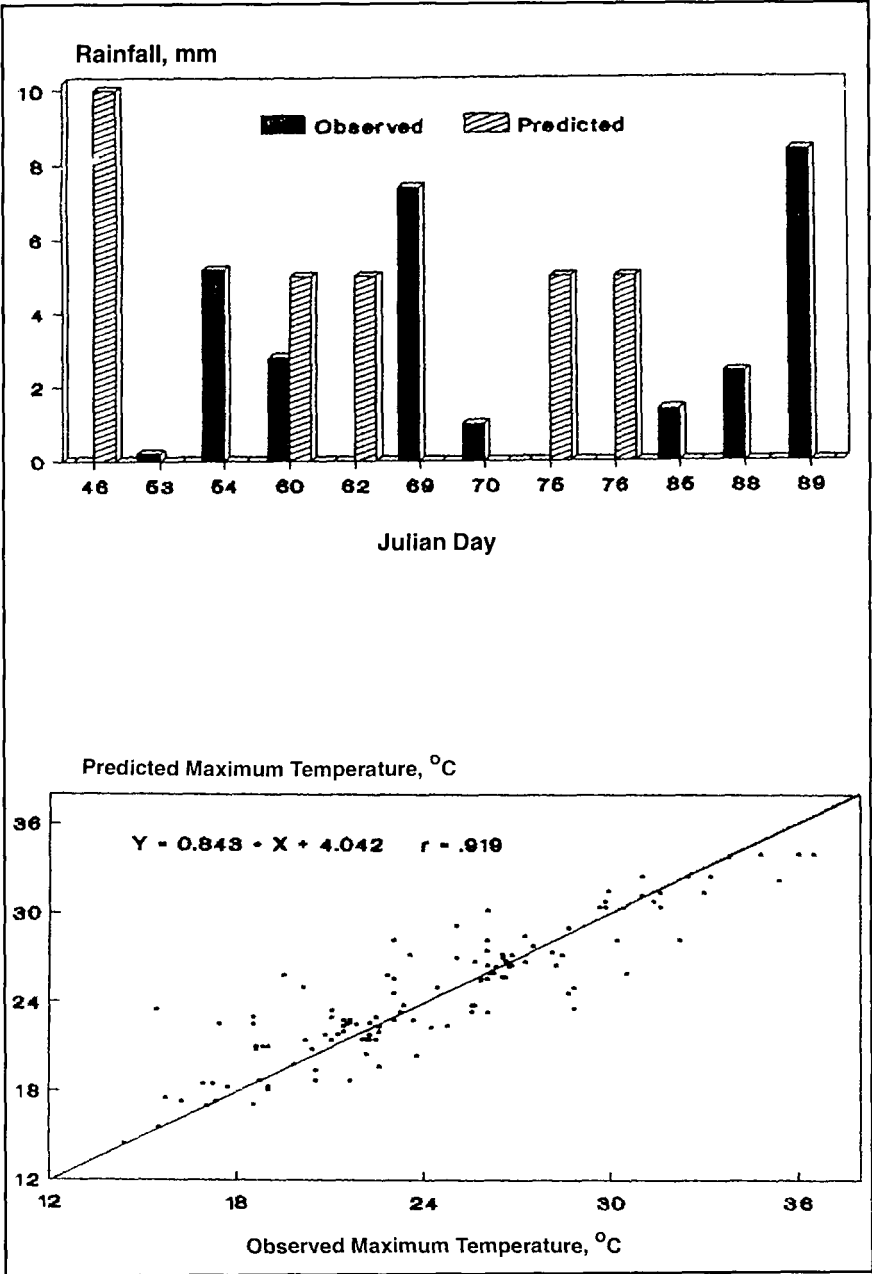 Rainfall, mm
10
Observed Predicted
8
6
4
2
0
46 53 54 60 62 69 70 75 76 85 88 89
Julian Day
Predicted Maximum Temperature, °C
36
Y = 0.843 * X + 4.042 r = .919
30
24
18
12
12 18 24 30 36
Observed Maximum Temperature, °C